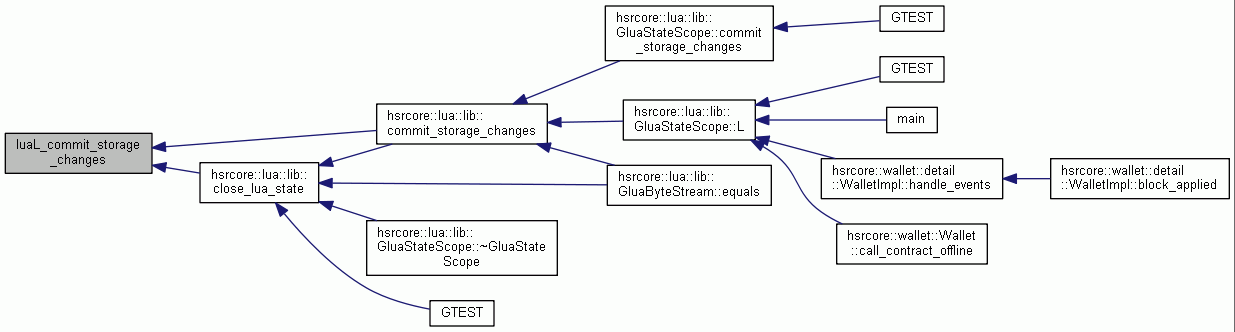 luaL_commit_storage
_changes
hsrcore::lua::lib::
commit_storage_changes
hsrcore::lua::lib::
close_lua_state
hsrcore::lua::lib::
GluaStateScope::commit
_storage_changes
GTEST
hsrcore::lua::lib::
GluaStateScope::L
GTEST
main
hsrcore::wallet::detail
::WalletImpl::handle_events
hsrcore::wallet::detail
::WalletImpl::block_applied
hsrcore::wallet::Wallet
::call_contract_offline
hsrcore::lua::lib::
GluaByteStream::equals
hsrcore::lua::lib::
GluaStateScope::~GluaState
Scope
GTEST